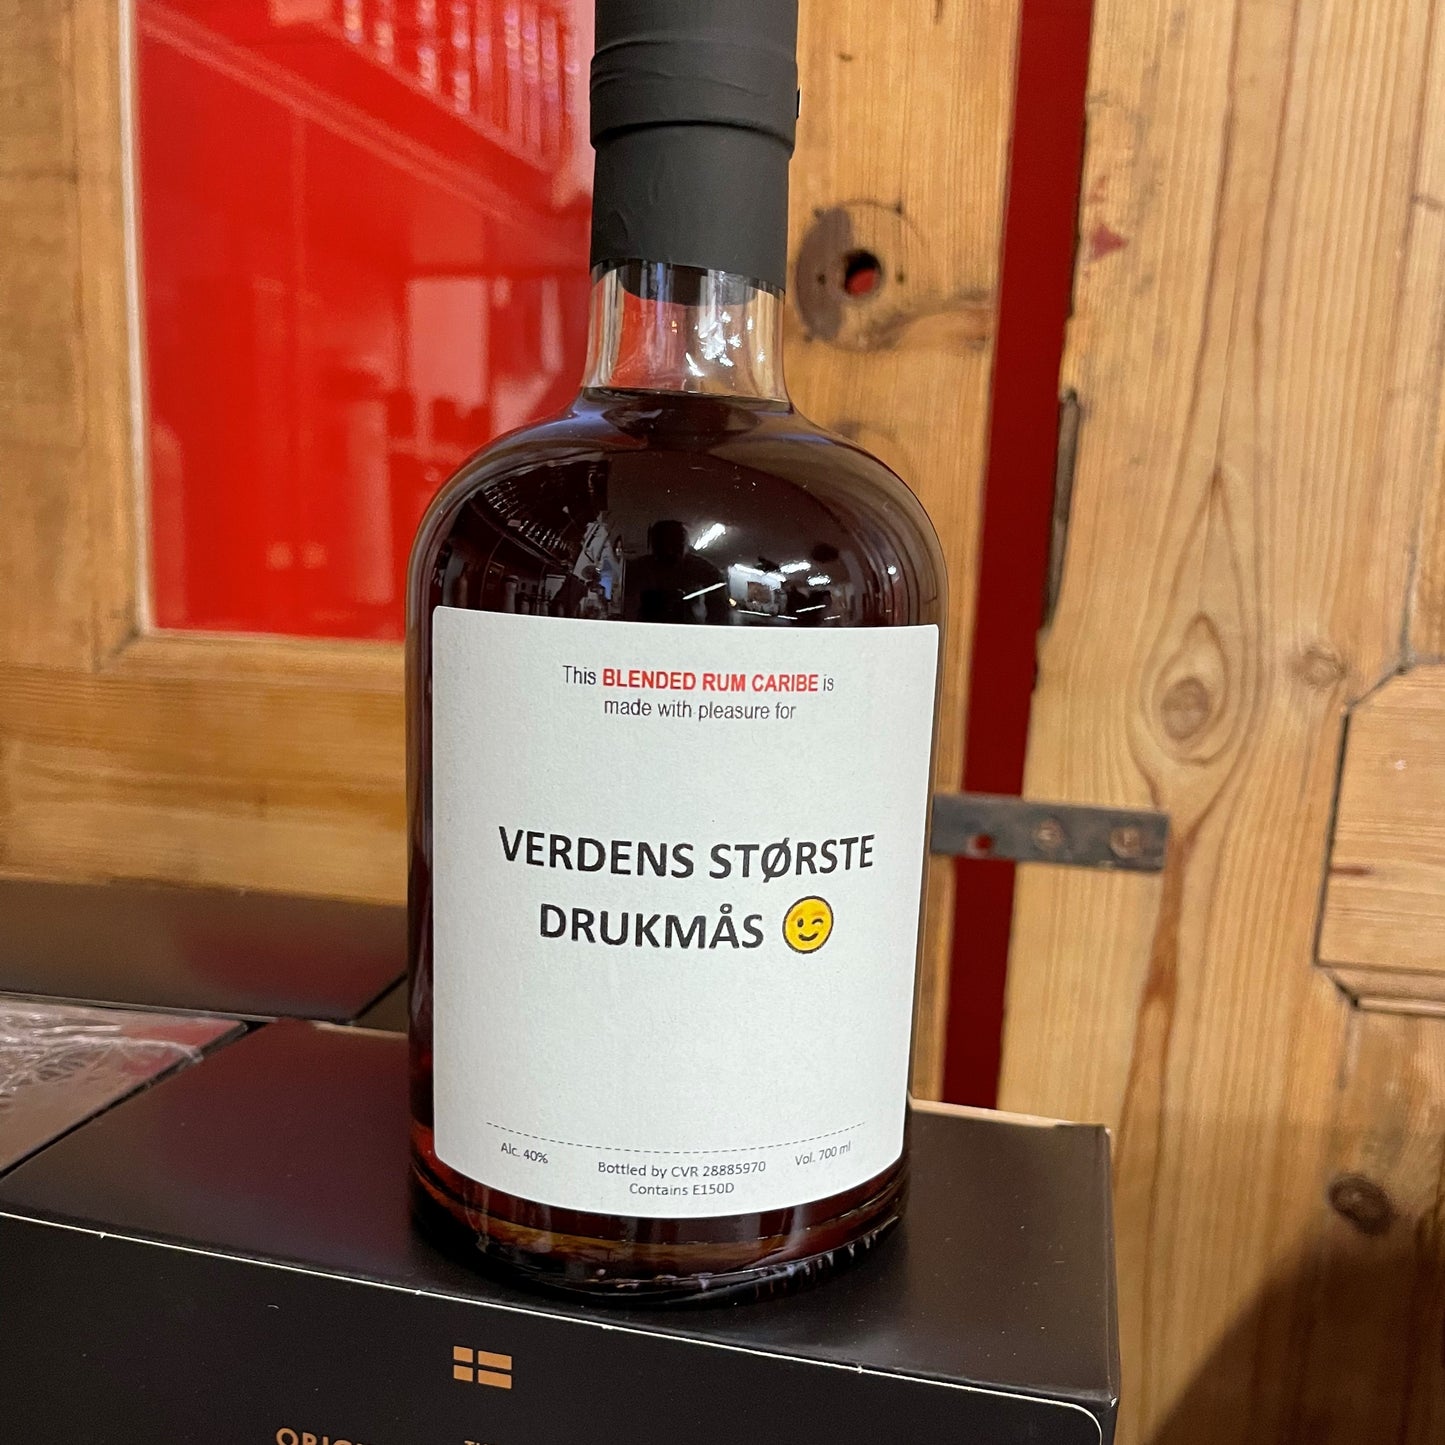 This BLENDED RUM CARIBE is
made with pleasure for
VERDENS STØRSTE
DRUKMÅS 😉
Alc. 40%
Bottled by CVR 28885970
Vol. 700 ml
Contains E150D